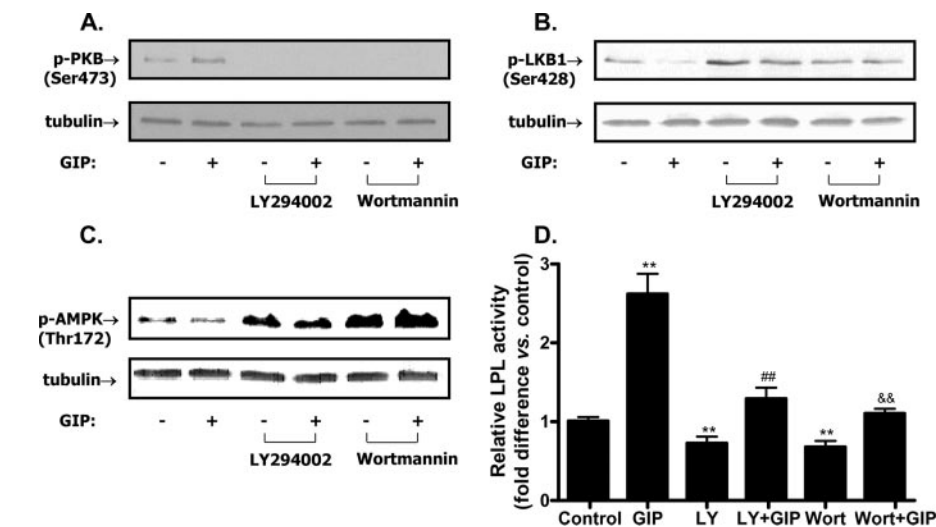 A.
p-PKB→
(Ser473)
tubulin→
GIP: - + - + - +
LY294002 Wortmannin
B.
p-LKB1→
(Ser428)
tubulin→
GIP: - + - + - +
LY294002 Wortmannin
C.
p-AMPK→
(Thr172)
tubulin→
GIP: - + - + - +
LY294002 Wortmannin
D.
Relative LPL activity
(fold difference vs. control)
3
2
1
0
**
**
##
**
&&
Control GIP LY LY+GIP Wort Wort+GIP